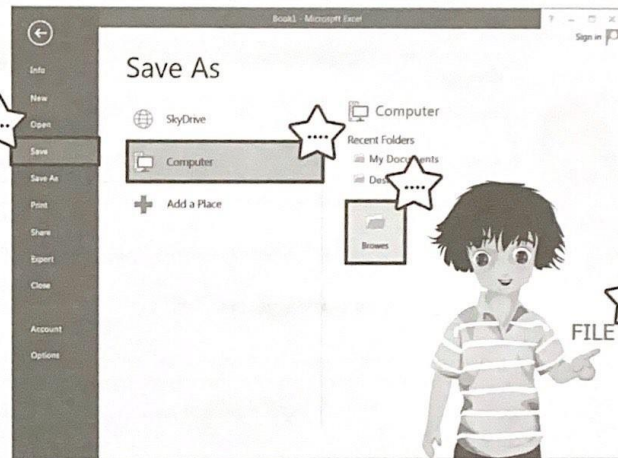 Book1 - Microsoft Excel
? – □ ×
Sign in
Info
New
Open
Save
Save As
Print
Share
Export
Close
Account
Options
Save As
SkyDrive
Computer
Add a Place
Computer
Recent Folders
My Documents
Browes
FILE
....
....
....